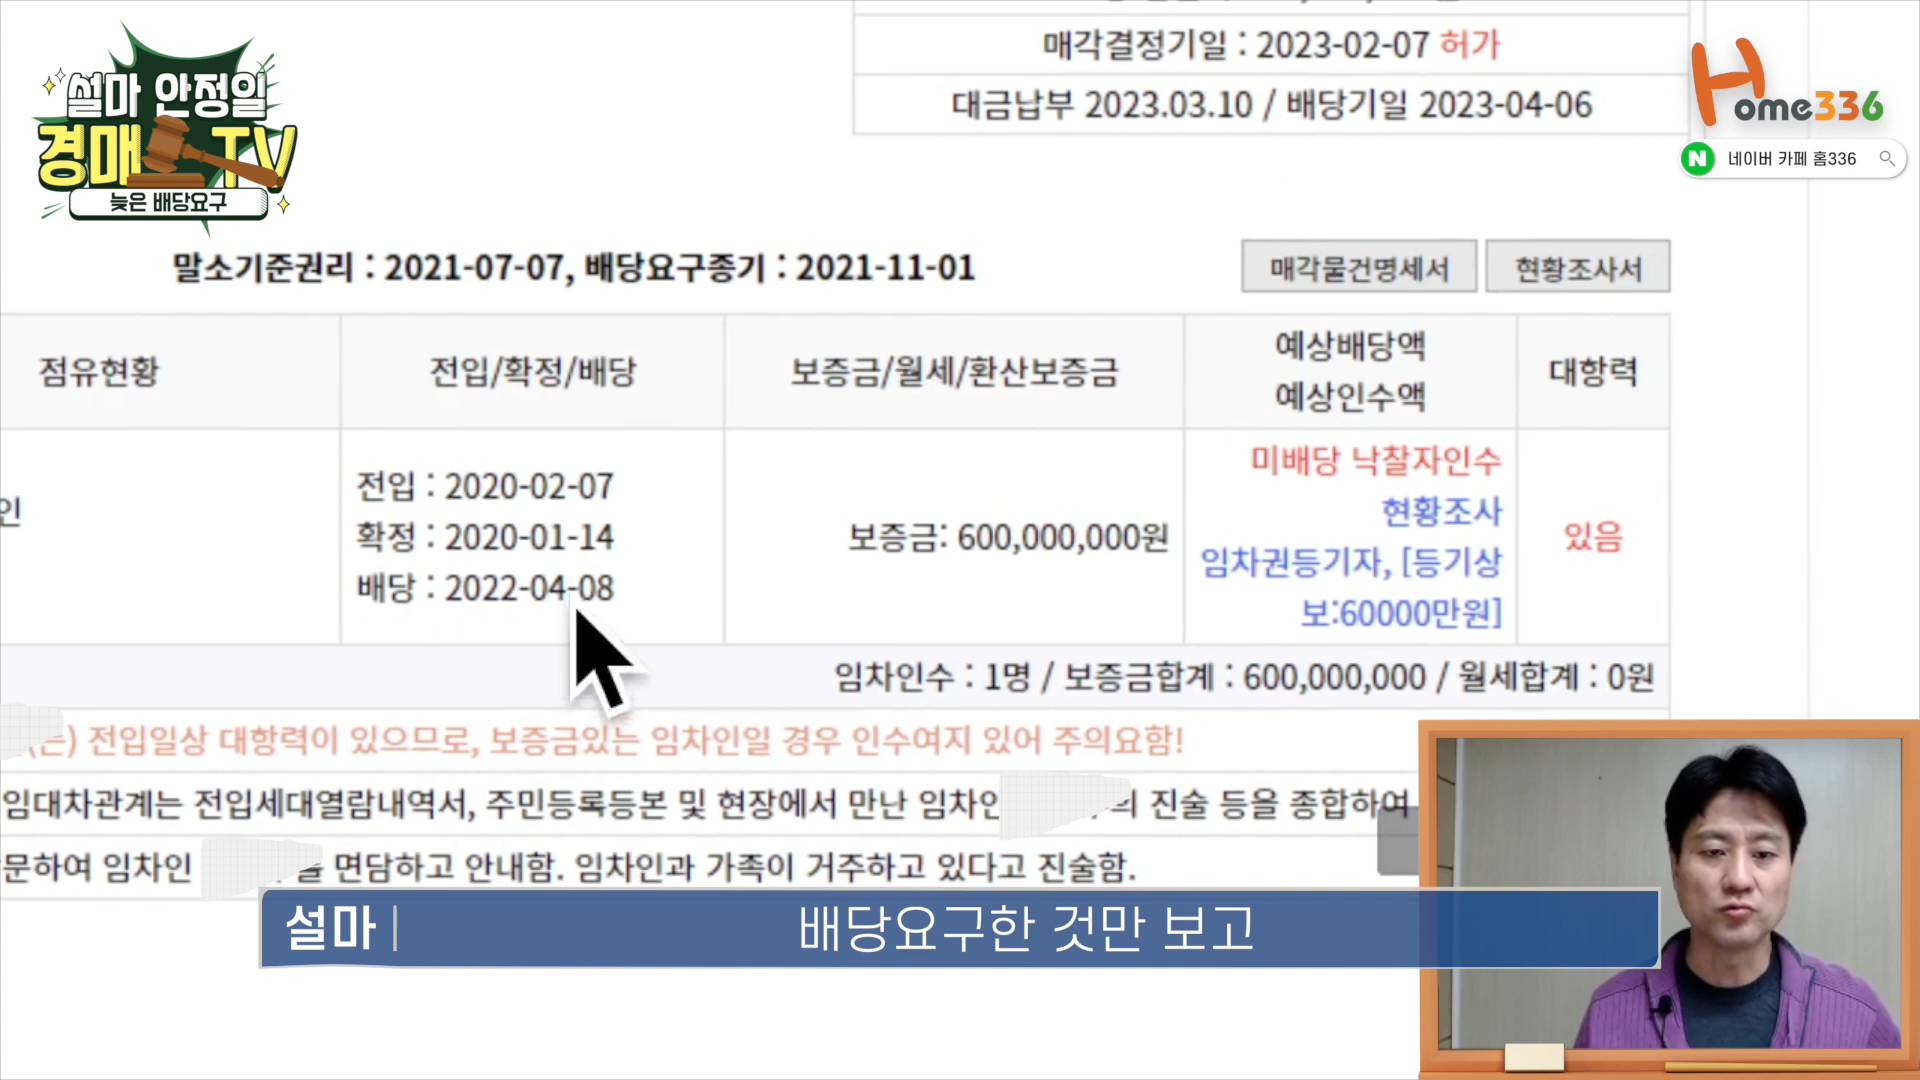 매각결정기일 : 2023-02-07 허가
대금납부 2023.03.10 / 배당기일 2023-04-06
설마 안정일
경매 TV
늦은 배당요구
Home336
N 네이버 카페 홈336
말소기준권리 : 2021-07-07, 배당요구종기 : 2021-11-01
매각물건명세서
현황조사서
점유현황
전입/확정/배당
보증금/월세/환산보증금
예상배당액
예상인수액
대항력
인
전입 : 2020-02-07
확정 : 2020-01-14
배당 : 2022-04-08
보증금: 600,000,000원
미배당 낙찰자인수
현황조사
임차권등기자, [등기상
보:60000만원]
있음
임차인수 : 1명 / 보증금합계 : 600,000,000 / 월세합계 : 0원
(은) 전입일상 대항력이 있으므로, 보증금있는 임차인일 경우 인수여지 있어 주의요함!
임대차관계는 전입세대열람내역서, 주민등록등본 및 현장에서 만난 임차인 의 진술 등을 종합하여
문하여 임차인 을 면담하고 안내함. 임차인과 가족이 거주하고 있다고 진술함.
설마 | 배당요구한 것만 보고